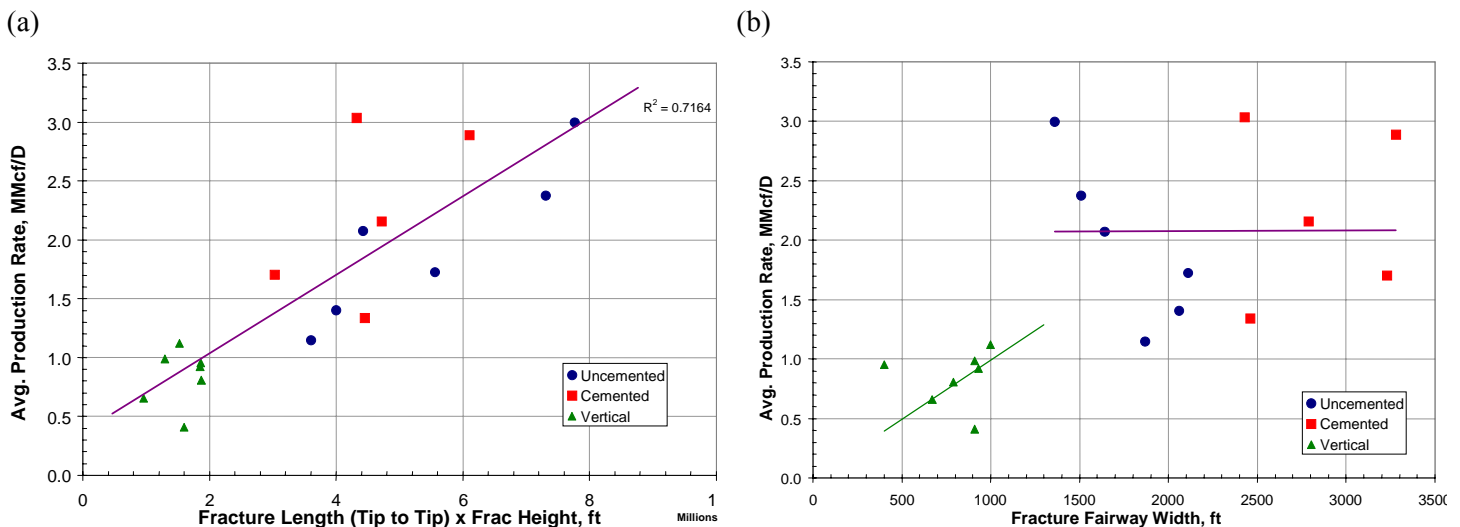 (a)
(b)
3.5
3.0
2.5
2.0
1.5
1.0
0.5
0.0
Avg. Production Rate, MMcf/D
R² = 0.7164
Uncemented
Cemented
Vertical
0 2 4 6 8 1
Fracture Length (Tip to Tip) x Frac Height, ft
Millions
3.5
3.0
2.5
2.0
1.5
1.0
0.5
0.0
Avg. Production Rate, MMcf/D
Uncemented
Cemented
Vertical
0 500 1000 1500 2000 2500 3000 3500
Fracture Fairway Width, ft